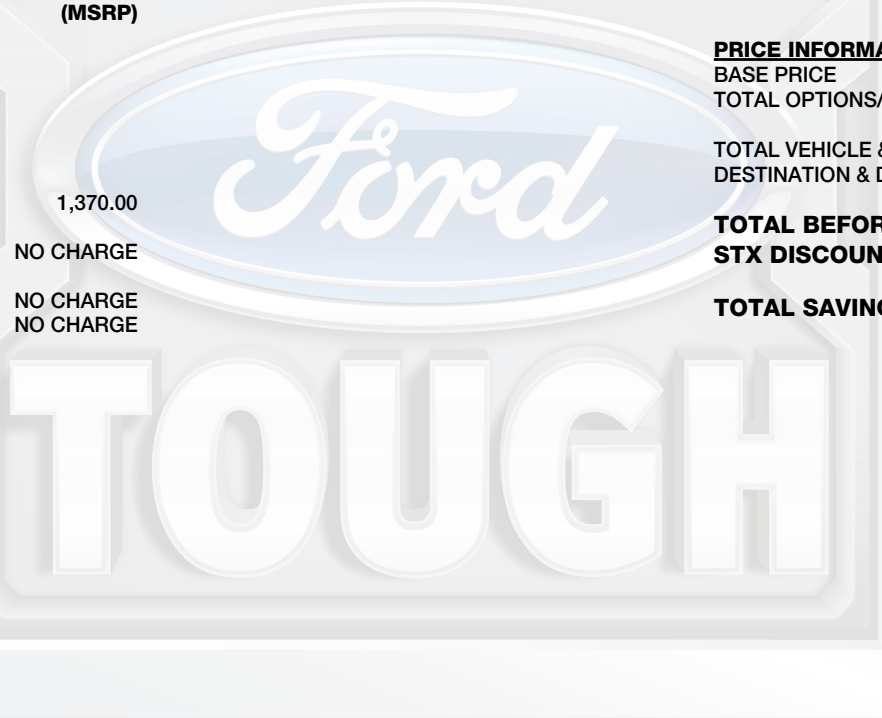 (MSRP)
1,370.00
NO CHARGE
NO CHARGE
NO CHARGE
PRICE INFORMA
BASE PRICE
TOTAL OPTIONS/
TOTAL VEHICLE &
DESTINATION & D
TOTAL BEFOR
STX DISCOUN
TOTAL SAVING
Ford
TOUGH